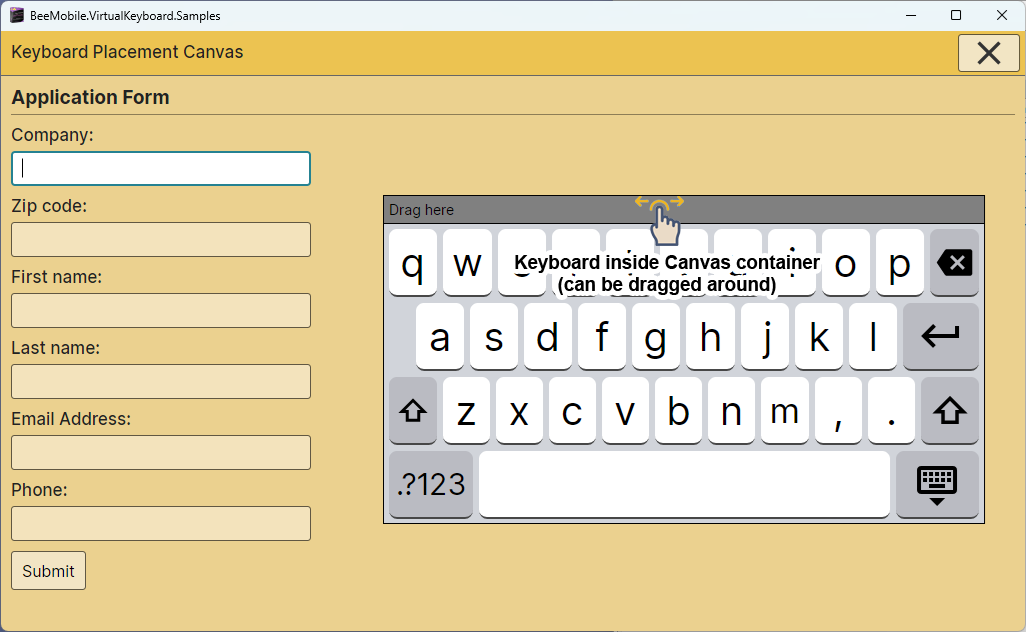 BeeMobile.VirtualKeyboard.Samples
Keyboard Placement Canvas
Application Form
Company:
Zip code:
First name:
Last name:
Email Address:
Phone:
Submit
Drag here
q w o p
Keyboard inside Canvas container
(can be dragged around)
a s d f g h j k l
z x c v b n m , .
.?123